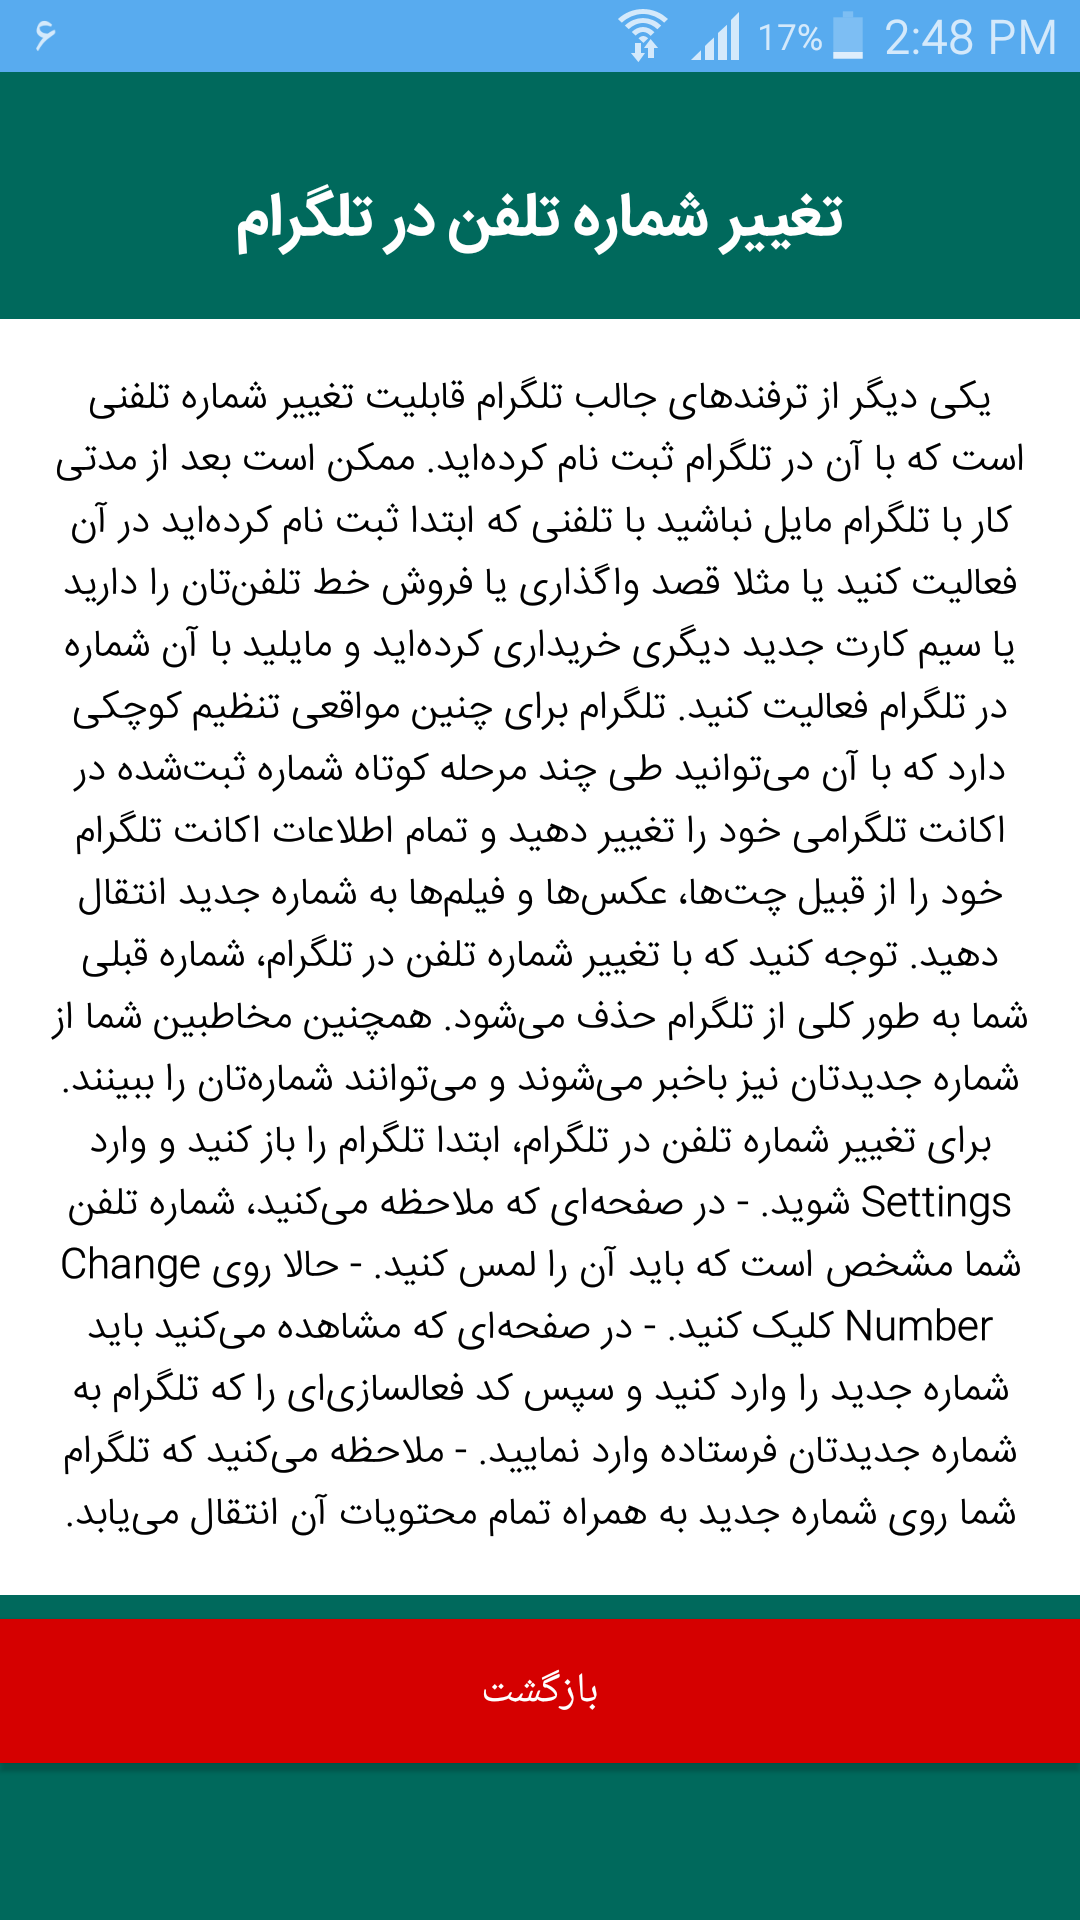 ۶ 17% 2:48 PM
تغییر شماره تلفن در تلگرام
یکی دیگر از ترفندهای جالب تلگرام قابلیت تغییر شماره تلفنی
است که با آن در تلگرام ثبت نام کرده‌اید. ممکن است بعد از مدتی
کار با تلگرام مایل نباشید با تلفنی که ابتدا ثبت نام کرده‌اید در آن
فعالیت کنید یا مثلا قصد واگذاری یا فروش خط تلفن‌تان را دارید
یا سیم کارت جدید دیگری خریداری کرده‌اید و مایلید با آن شماره
در تلگرام فعالیت کنید. تلگرام برای چنین مواقعی تنظیم کوچکی
دارد که با آن می‌توانید طی چند مرحله کوتاه شماره ثبت‌شده در
اکانت تلگرامی خود را تغییر دهید و تمام اطلاعات اکانت تلگرام
خود را از قبیل چت‌ها، عکس‌ها و فیلم‌ها به شماره جدید انتقال
دهید. توجه کنید که با تغییر شماره تلفن در تلگرام، شماره قبلی
شما به طور کلی از تلگرام حذف می‌شود. همچنین مخاطبین شما از
شماره جدیدتان نیز باخبر می‌شوند و می‌توانند شماره‌تان را ببینند.
برای تغییر شماره تلفن در تلگرام، ابتدا تلگرام را باز کنید و وارد
Settings شوید. - در صفحه‌ای که ملاحظه می‌کنید، شماره تلفن
شما مشخص است که باید آن را لمس کنید. - حالا روی Change
Number کلیک کنید. - در صفحه‌ای که مشاهده می‌کنید باید
شماره جدید را وارد کنید و سپس کد فعالسازی‌ای را که تلگرام به
شماره جدیدتان فرستاده وارد نمایید. - ملاحظه می‌کنید که تلگرام
شما روی شماره جدید به همراه تمام محتویات آن انتقال می‌یابد.
بازگشت